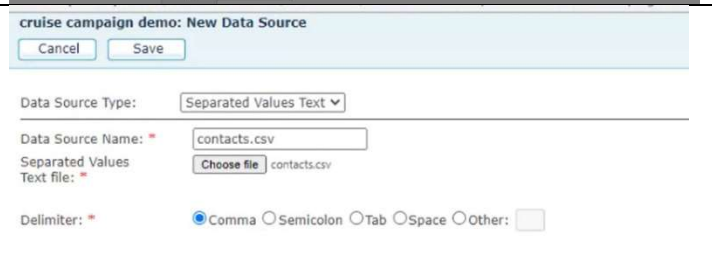 cruise campaign demo: New Data Source
Cancel Save
Data Source Type: Separated Values Text
Data Source Name: * contacts.csv
Separated Values
Text file: * Choose file contacts.csv
Delimiter: * Comma Semicolon Tab Space Other: